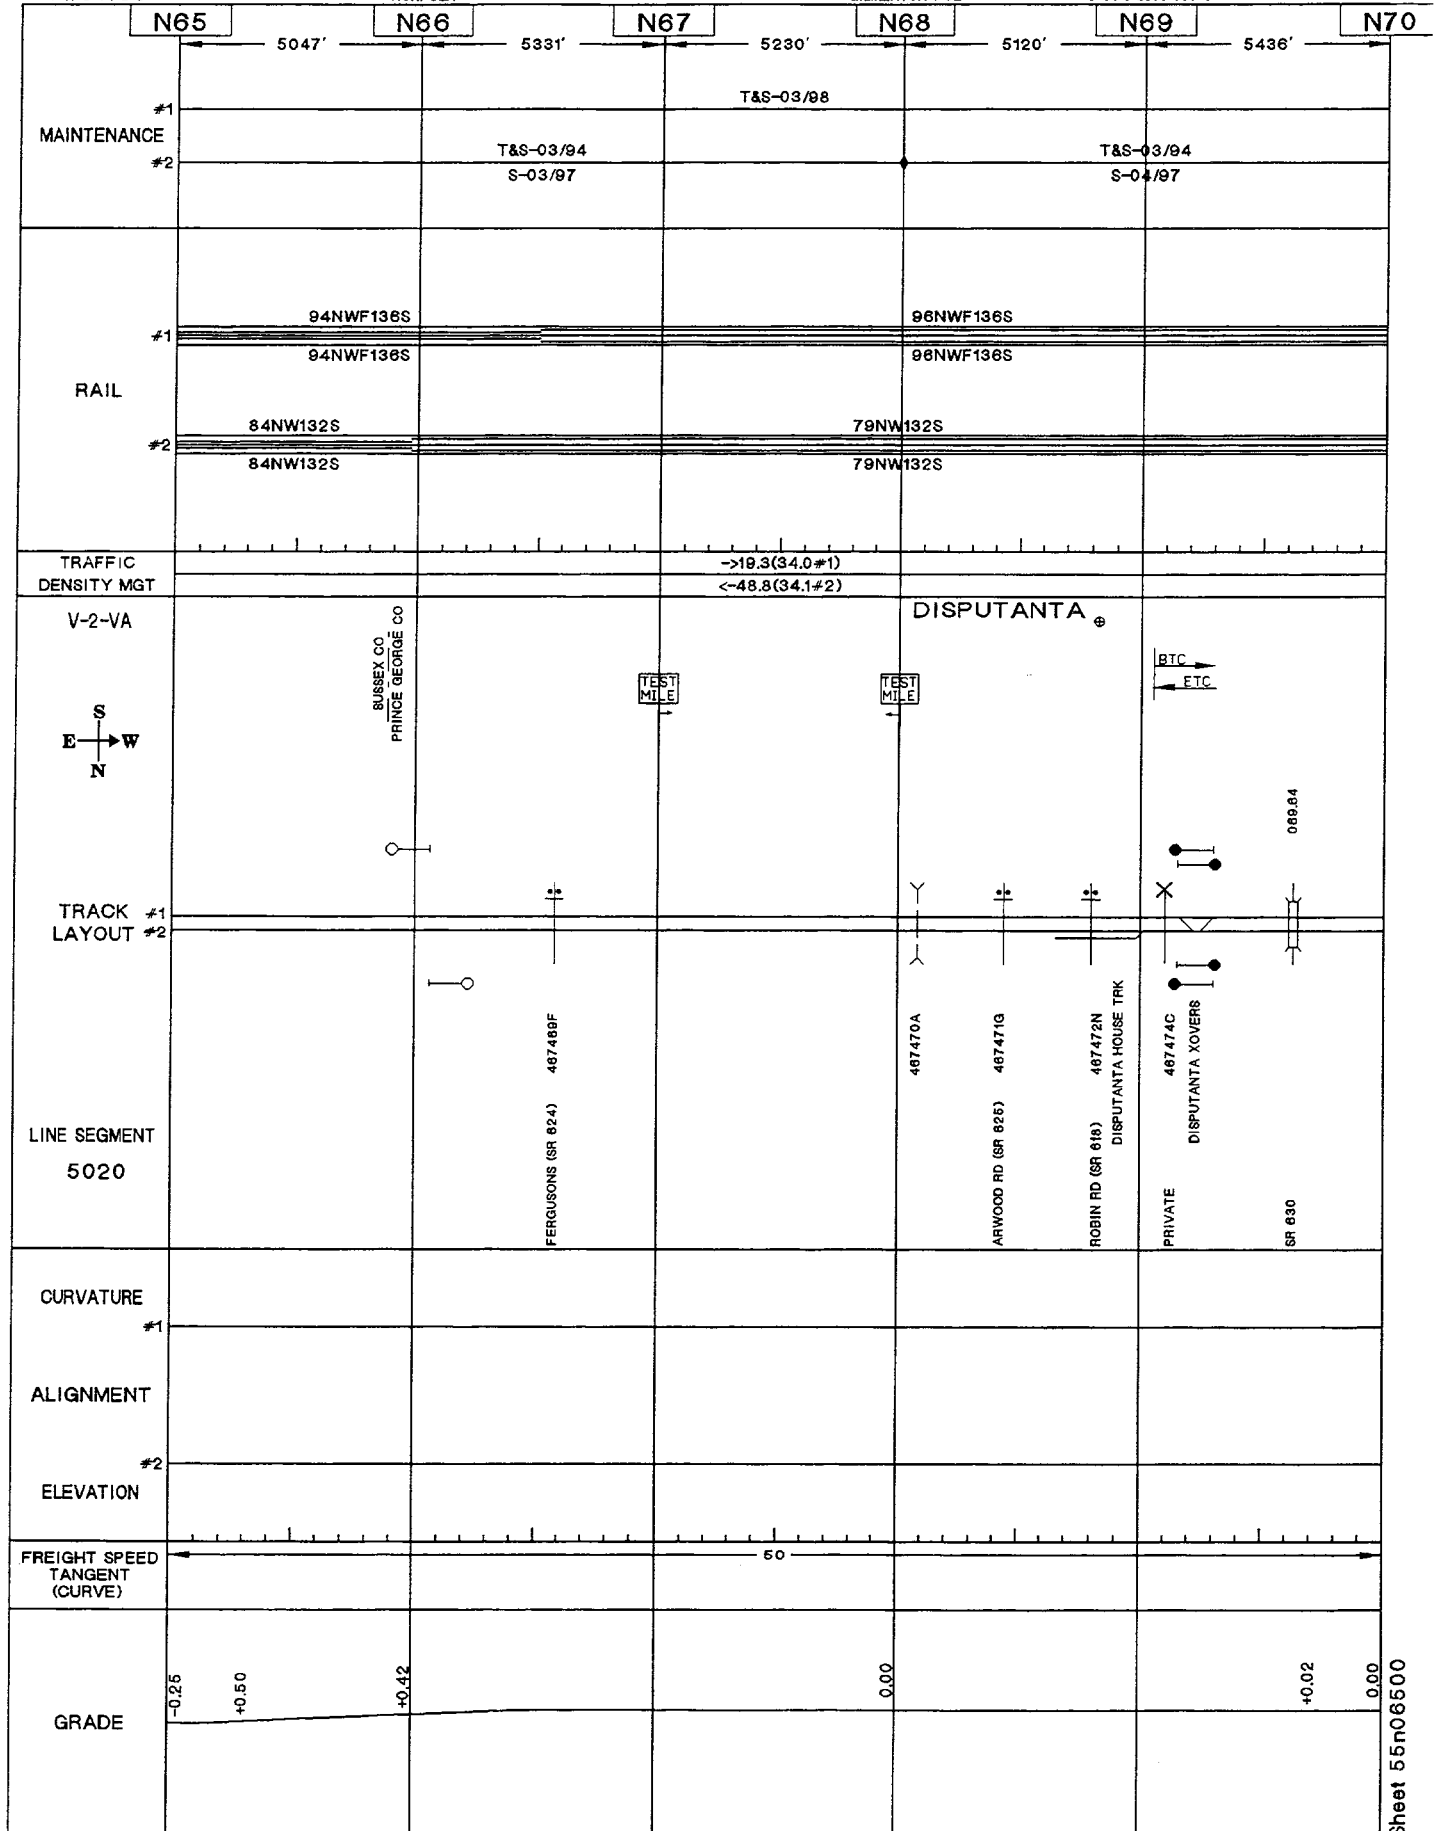 N65 N66 N67 N68 N69 N70
5047' 5331' 5230' 5120' 5436'
T&S-03/98
#1
MAINTENANCE
T&S-03/94 T&S-03/94
#2
S-03/97 S-04/97
94NWF136S 96NWF136S
#1
94NWF136S 96NWF136S
RAIL
84NW132S 79NW132S
#2
84NW132S 79NW132S
TRAFFIC
DENSITY MGT
->19.3(34.0#1)
<-48.8(34.1#2)
V-2-VA
SUSSEX CO
PRINCE GEORGE CO
DISPUTANTA
BTC
ETC
TEST
MILE
TEST
MILE
S
E W
N
069.64
TRACK #1
LAYOUT #2
FERGUSONS (SR 624) 467469F
467470A
ARWOOD RD (SR 625) 467471G
ROBIN RD (SR 618) 467472N
DISPUTANTA HOUSE TRK
PRIVATE 467474C
DISPUTANTA XOVERS
SR 630
LINE SEGMENT
5020
CURVATURE
#1
ALIGNMENT
#2
ELEVATION
FREIGHT SPEED
TANGENT
(CURVE)
50
GRADE
-0.25
+0.50
+0.42
0.00
+0.02
0.00
Sheet 55n06500